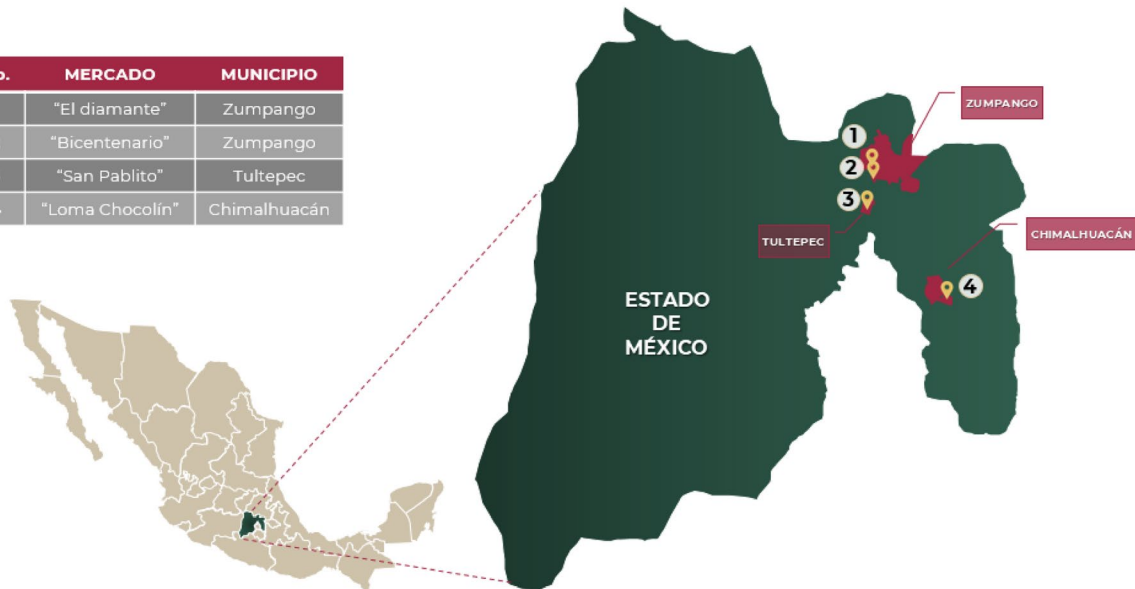 MERCADO MUNICIPIO
"El diamante" Zumpango
"Bicentenario" Zumpango
"San Pablito" Tultepec
"Loma Chocolín" Chimalhuacán
ZUMPANGO
1
2
3
TULTEPEC
CHIMALHUACÁN
4
ESTADO
DE
MÉXICO